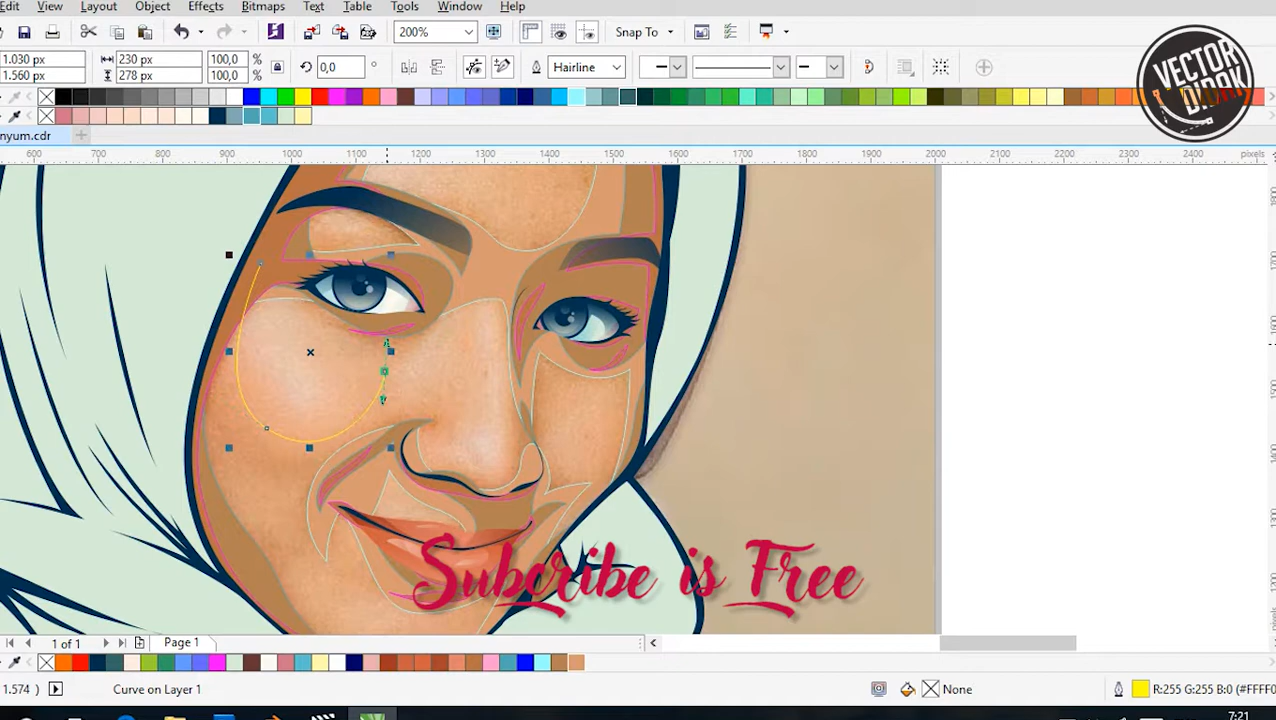 Edit View Layout Object Effects Bitmaps Text Table Tools Window Help
200% Snap To
1.030 px 230 px 100,0 % 0,0 ° Hairline
1.560 px 278 px 100,0 %
VECTOR
DIDAK
nyum.cdr
600 700 800 900 1000 1100 1200 1300 1400 1500 1600 1700 1800 1900 2000 2100 2200 2300 2400 pixels
Subcribe is Free
1 of 1 Page 1
1.574 ) Curve on Layer 1 None R:255 G:255 B:0 (#FFFF0
7:21